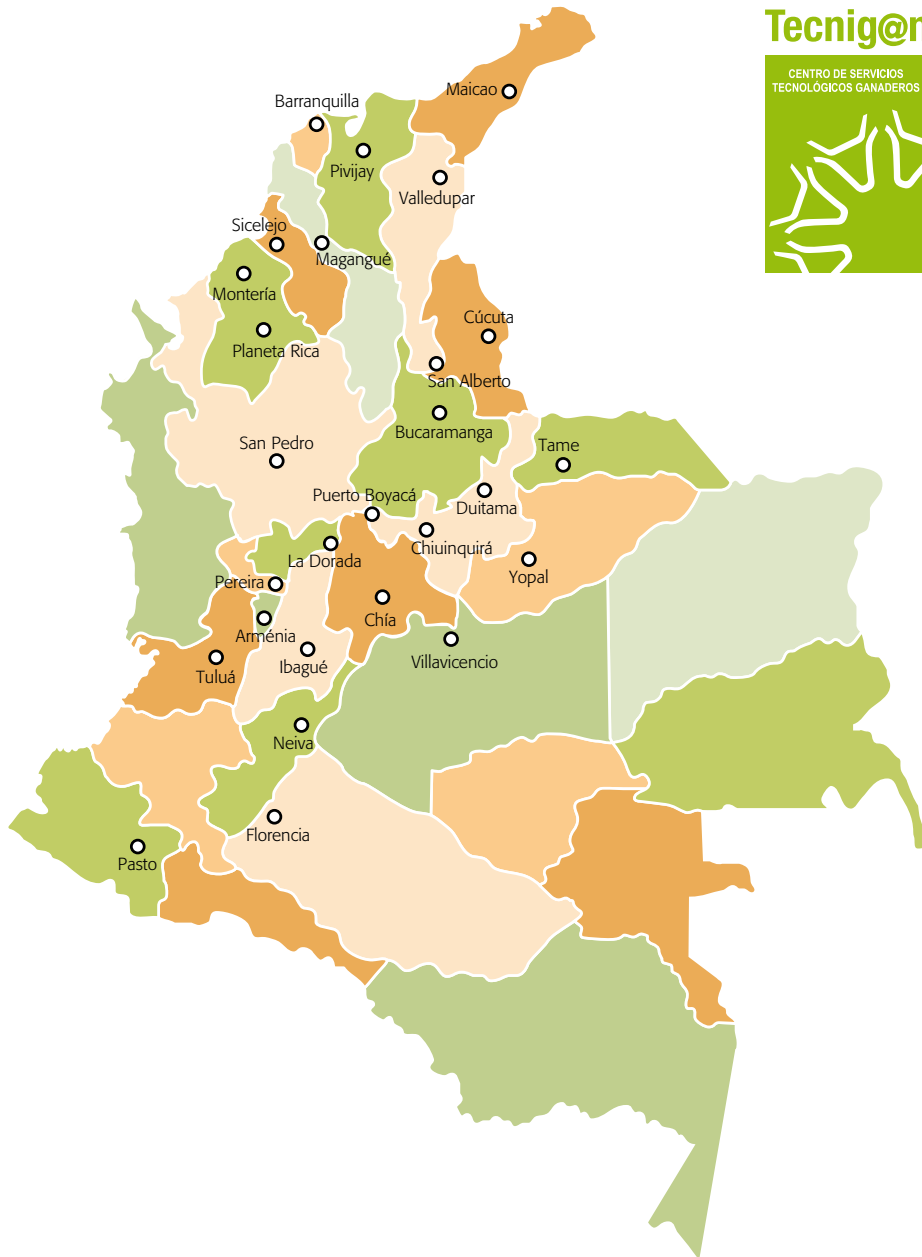 Tecnig@n
CENTRO DE SERVICIOS
TECNOLÓGICOS GANADEROS
Maicao
Barranquilla
Pivijay
Valledupar
Sicelejo
Magangué
Montería
Cúcuta
Planeta Rica
San Alberto
Bucaramanga
San Pedro
Tame
Puerto Boyacá
Duitama
Chiuinquirá
La Dorada
Yopal
Pereira
Chía
Arménia
Villavicencio
Ibagué
Tuluá
Neiva
Florencia
Pasto